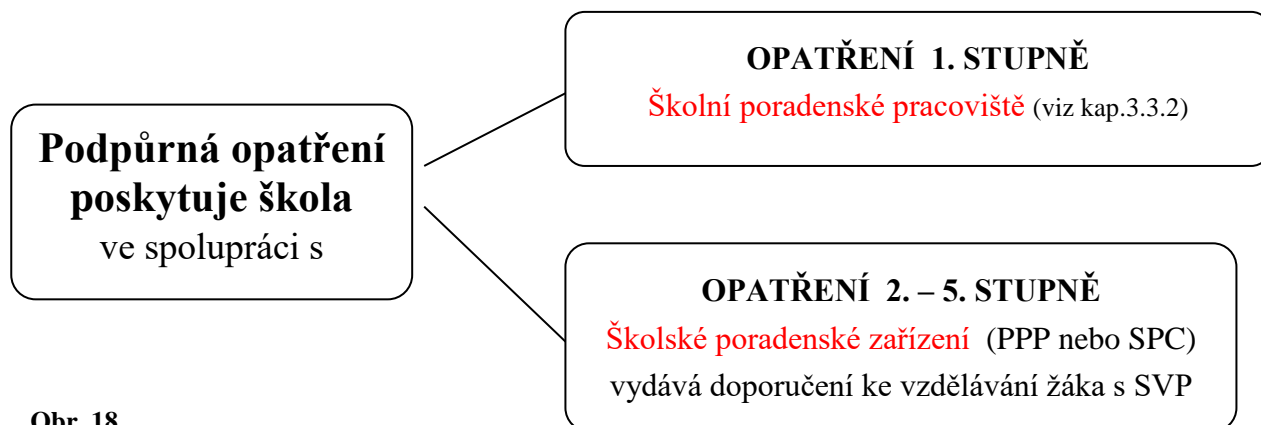 OPATŘENÍ 1. STUPNĚ
Školní poradenské pracoviště (viz kap.3.3.2)
Podpůrná opatření
poskytuje škola
ve spolupráci s
OPATŘENÍ 2. – 5. STUPNĚ
Školské poradenské zařízení (PPP nebo SPC)
vydává doporučení ke vzdělávání žáka s SVP
Obr. 18